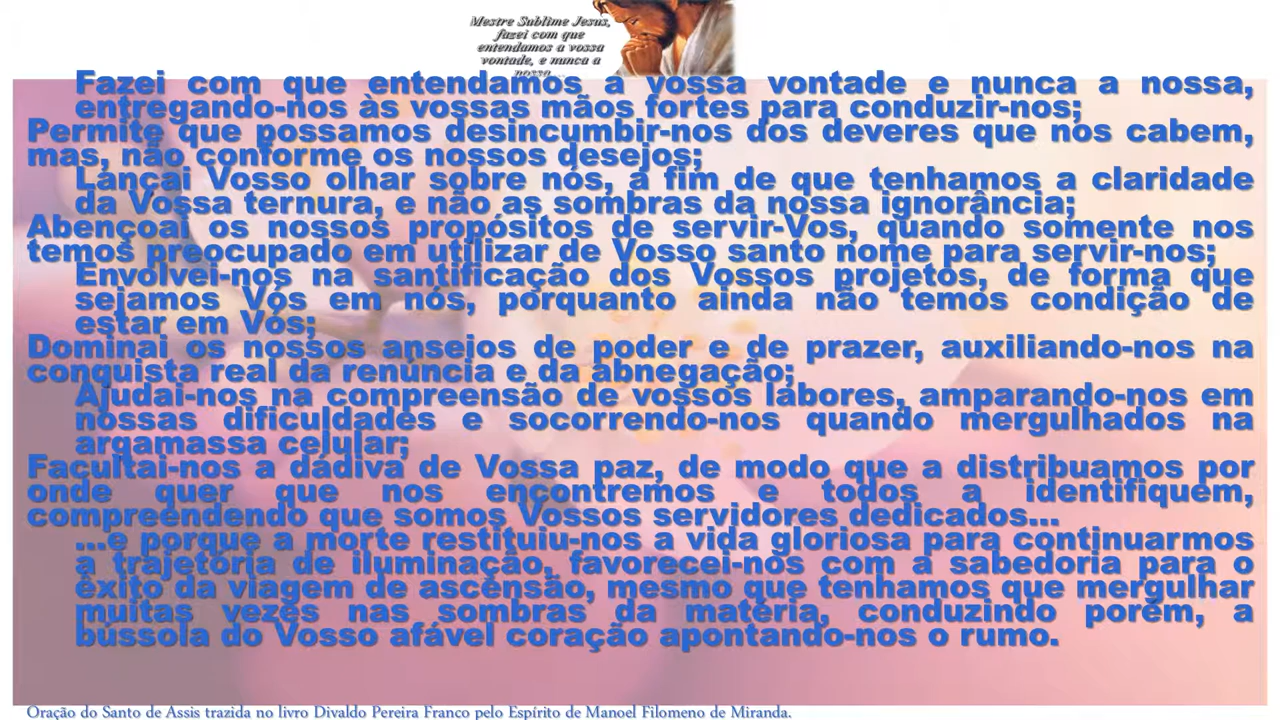 Mestre Sublime Jesus,
fazei com que
entendamos a vossa
vontade, e nunca a
nossa...
Fazei com que entendamos a vossa vontade e nunca a nossa,
entregando-nos às vossas mãos fortes para conduzir-nos;
Permite que possamos desincumbir-nos dos deveres que nos cabem,
mas, não conforme os nossos desejos;
Lançai Vosso olhar sobre nós, a fim de que tenhamos a claridade
da Vossa ternura, e não as sombras da nossa ignorância;
Abençoai os nossos propósitos de servir-Vos, quando somente nos
temos preocupado em utilizar de Vosso santo nome para servir-nos;
Envolvei-nos na santificação dos Vossos projetos, de forma que
sejamos Vós em nós, porquanto ainda não temos condição de
estar em Vós;
Dominai os nossos anseios de poder e de prazer, auxiliando-nos na
conquista real da renúncia e da abnegação;
Ajudai-nos na compreensão de vossos labores, amparando-nos em
nossas dificuldades e socorrendo-nos quando mergulhados na
argamassa celular;
Facultai-nos a dádiva de Vossa paz, de modo que a distribuamos por
onde quer que nos encontremos e todos a identifiquem,
compreendendo que somos Vossos servidores dedicados...
...e porque a morte restituiu-nos a vida gloriosa para continuarmos
a trajetória de iluminação, favorecei-nos com a sabedoria para o
êxito da viagem de ascensão, mesmo que tenhamos que mergulhar
muitas vezes nas sombras da matéria, conduzindo porém, a
bússola do Vosso afável coração apontando-nos o rumo.
Oração do Santo de Assis trazida no livro Divaldo Pereira Franco pelo Espírito de Manoel Filomeno de Miranda.